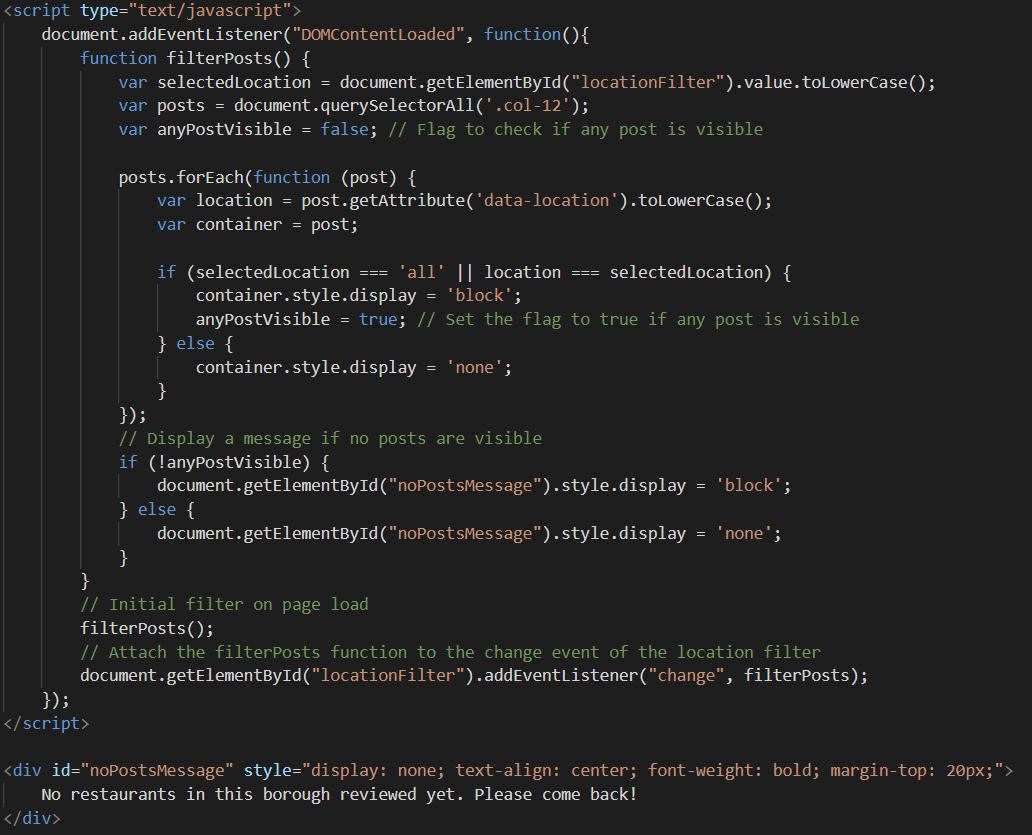 <script type="text/javascript">
    document.addEventListener("DOMContentLoaded", function(){
        function filterPosts() {
            var selectedLocation = document.getElementById("locationFilter").value.toLowerCase();
            var posts = document.querySelectorAll('.col-12');
            var anyPostVisible = false; // Flag to check if any post is visible

            posts.forEach(function (post) {
                var location = post.getAttribute('data-location').toLowerCase();
                var container = post;

                if (selectedLocation === 'all' || location === selectedLocation) {
                    container.style.display = 'block';
                    anyPostVisible = true; // Set the flag to true if any post is visible
                } else {
                    container.style.display = 'none';
                }
            });
            // Display a message if no posts are visible
            if (!anyPostVisible) {
                document.getElementById("noPostsMessage").style.display = 'block';
            } else {
                document.getElementById("noPostsMessage").style.display = 'none';
            }
        }
        // Initial filter on page load
        filterPosts();
        // Attach the filterPosts function to the change event of the location filter
        document.getElementById("locationFilter").addEventListener("change", filterPosts);
    });
</script>

<div id="noPostsMessage" style="display: none; text-align: center; font-weight: bold; margin-top: 20px;">
    No restaurants in this borough reviewed yet. Please come back!
</div>